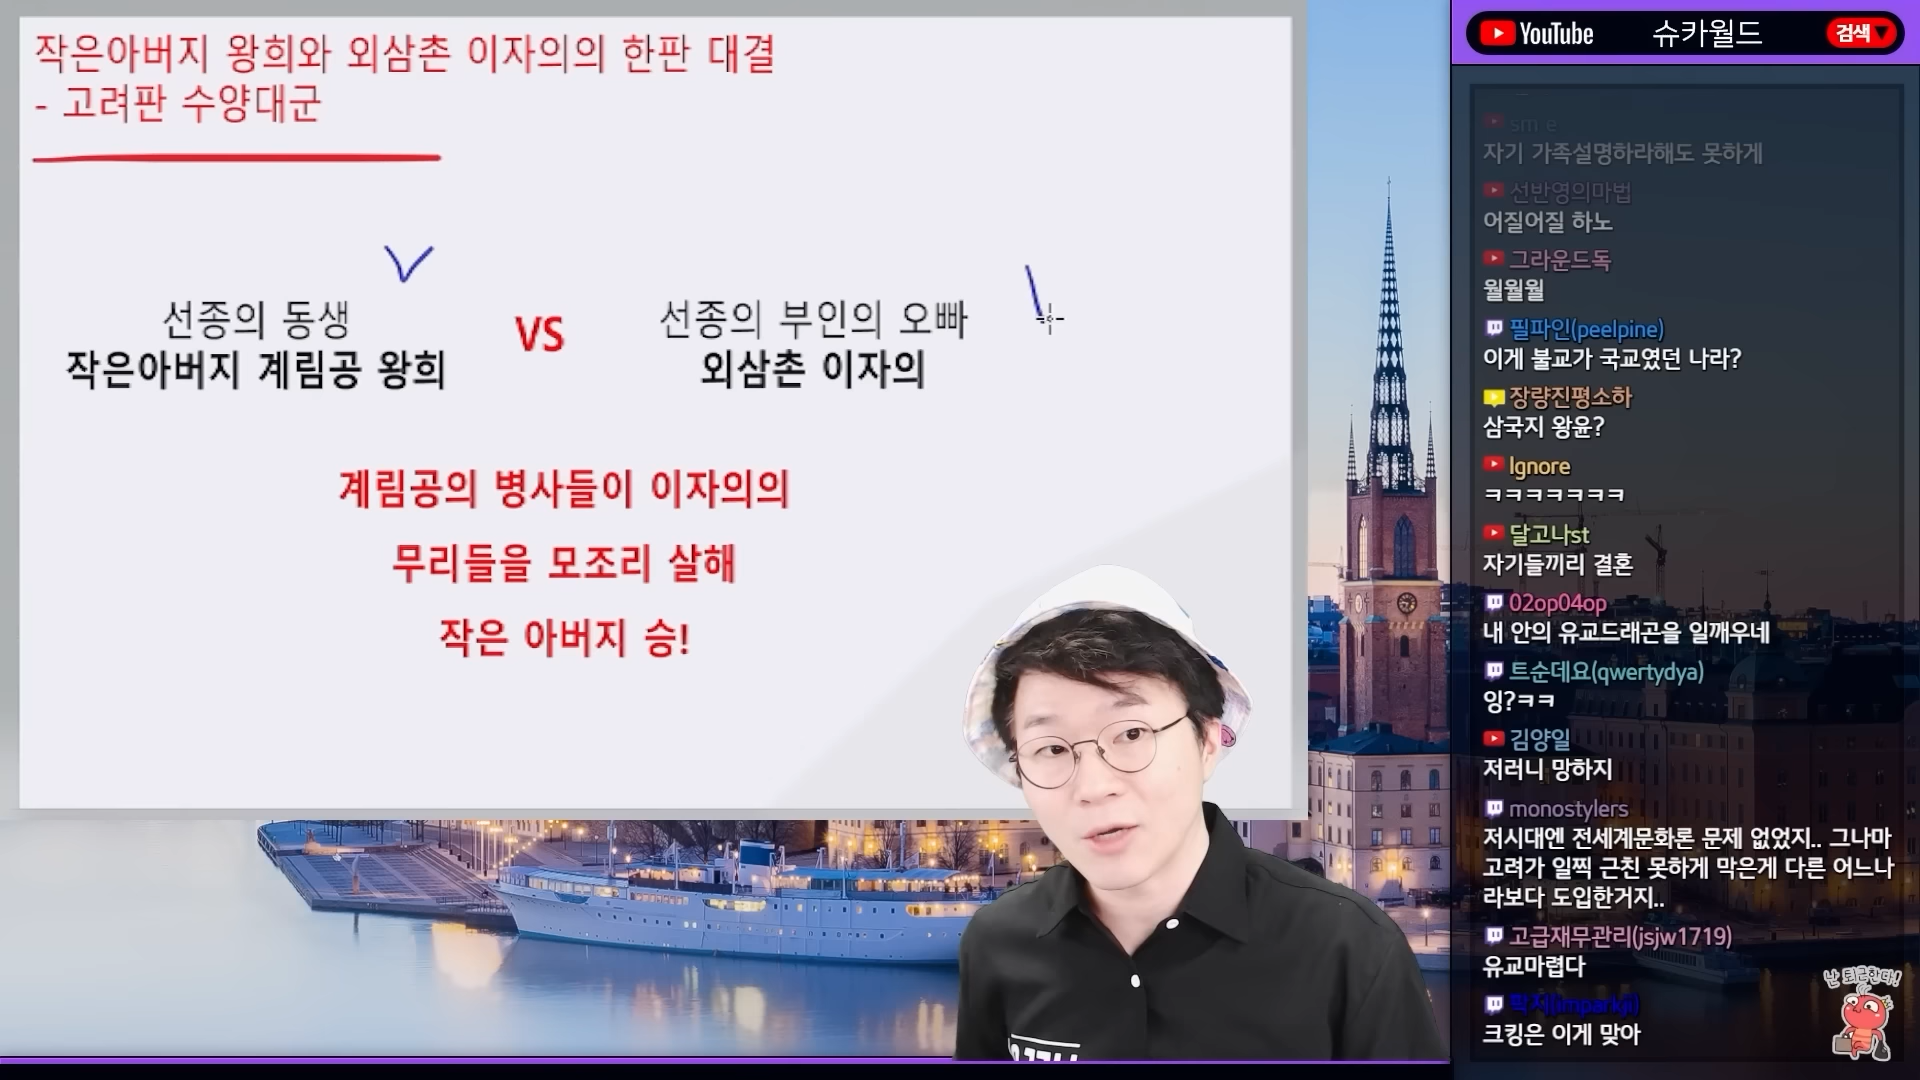 작은아버지 왕희와 외삼촌 이자의의 한판 대결
- 고려판 수양대군
선종의 동생
작은아버지 계림공 왕희
VS
선종의 부인의 오빠
외삼촌 이자의
계림공의 병사들이 이자의의
무리들을 모조리 살해
작은 아버지 승!
YouTube 슈카월드 검색
sm e
자기 가족설명하라해도 못하게
선반영의마법
어질어질 하노
그라운드독
월월월
필파인(peelpine)
이게 불교가 국교였던 나라?
장량진평소하
삼국지 왕윤?
Ignore
ㅋㅋㅋㅋㅋㅋㅋ
달고나st
자기들끼리 결혼
02op04op
내 안의 유교드래곤을 일깨우네
트순데요(qwertydya)
잉?ㅋㅋ
김양일
저러니 망하지
monostylers
저시대엔 전세계문화론 문제 없었지.. 그나마
고려가 일찍 근친 못하게 막은게 다른 어느나
라보다 도입한거지..
고급재무관리(jsjw1719)
유교마렵다
크킹은 이게 맞아
난 퇴근한다!